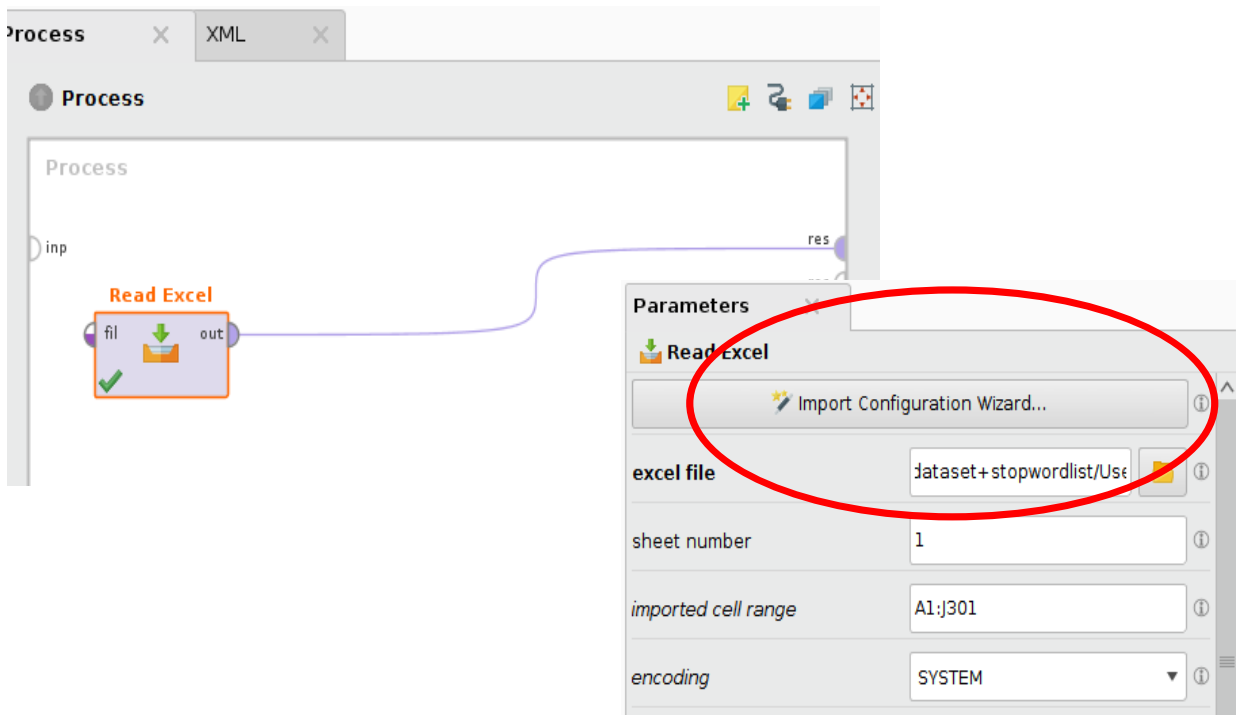 Process XML
Process
Process
inp
res
Read Excel
fil out
Parameters
Read Excel
Import Configuration Wizard...
excel file dataset+stopwordlist/Use
sheet number 1
imported cell range A1:J301
encoding SYSTEM